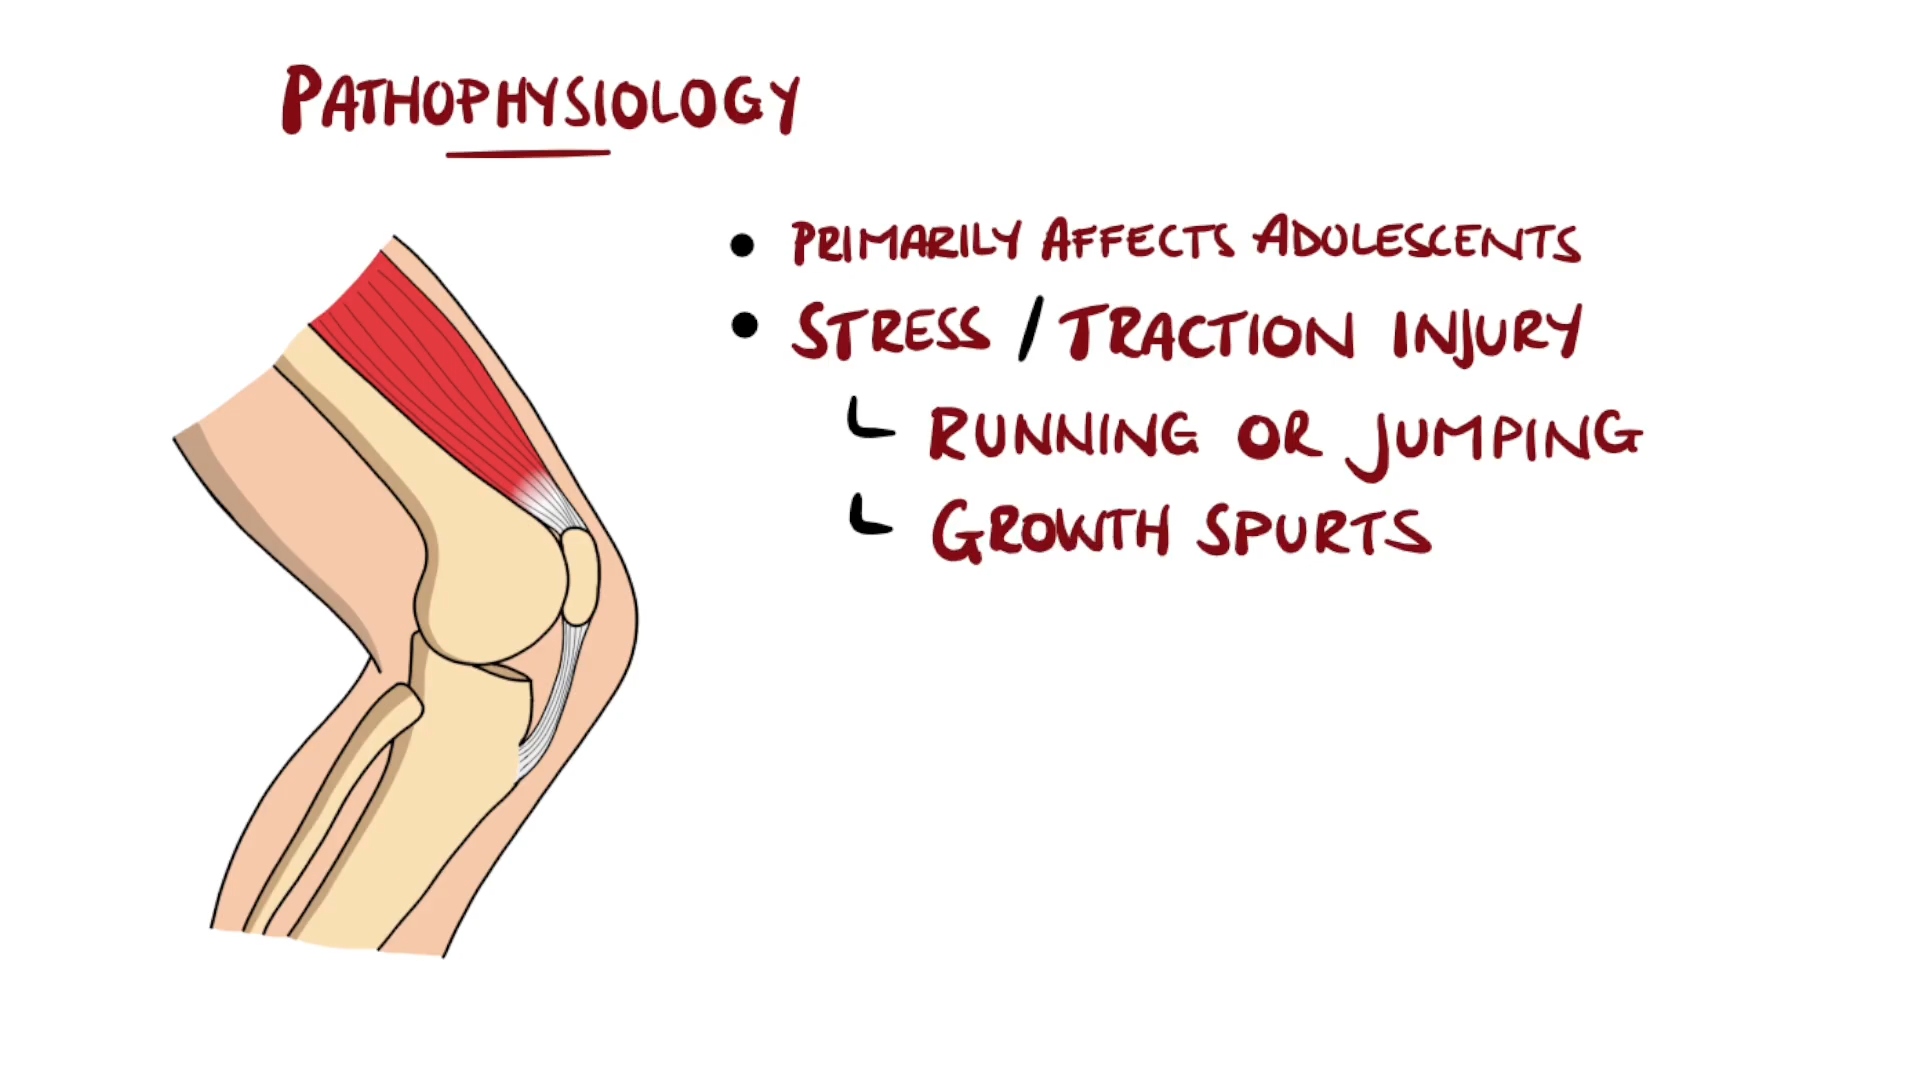 PATHOPHYSIOLOGY
• PRIMARILY AFFECTS ADOLESCENTS
• STRESS / TRACTION INJURY
RUNNING OR JUMPING
GROWTH SPURTS